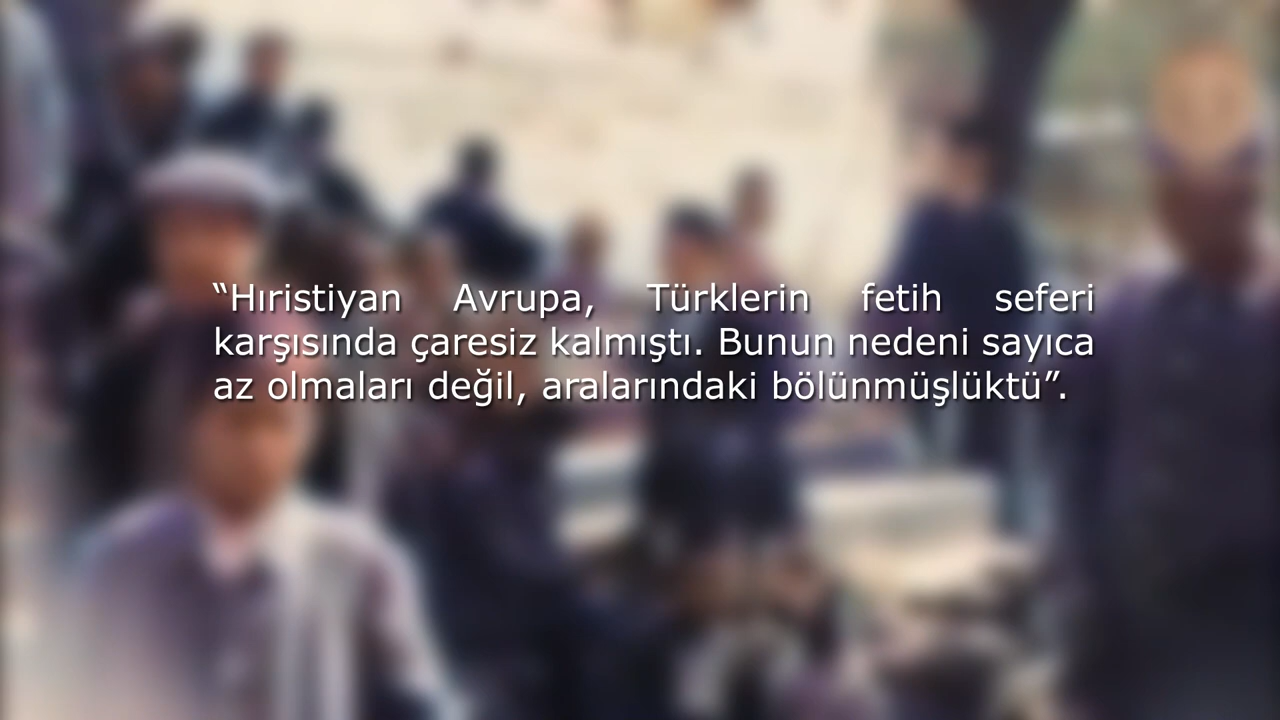 “Hıristiyan Avrupa, Türklerin fetih seferi
karşısında çaresiz kalmıştı. Bunun nedeni sayıca
az olmaları değil, aralarındaki bölünmüşlüktü”.